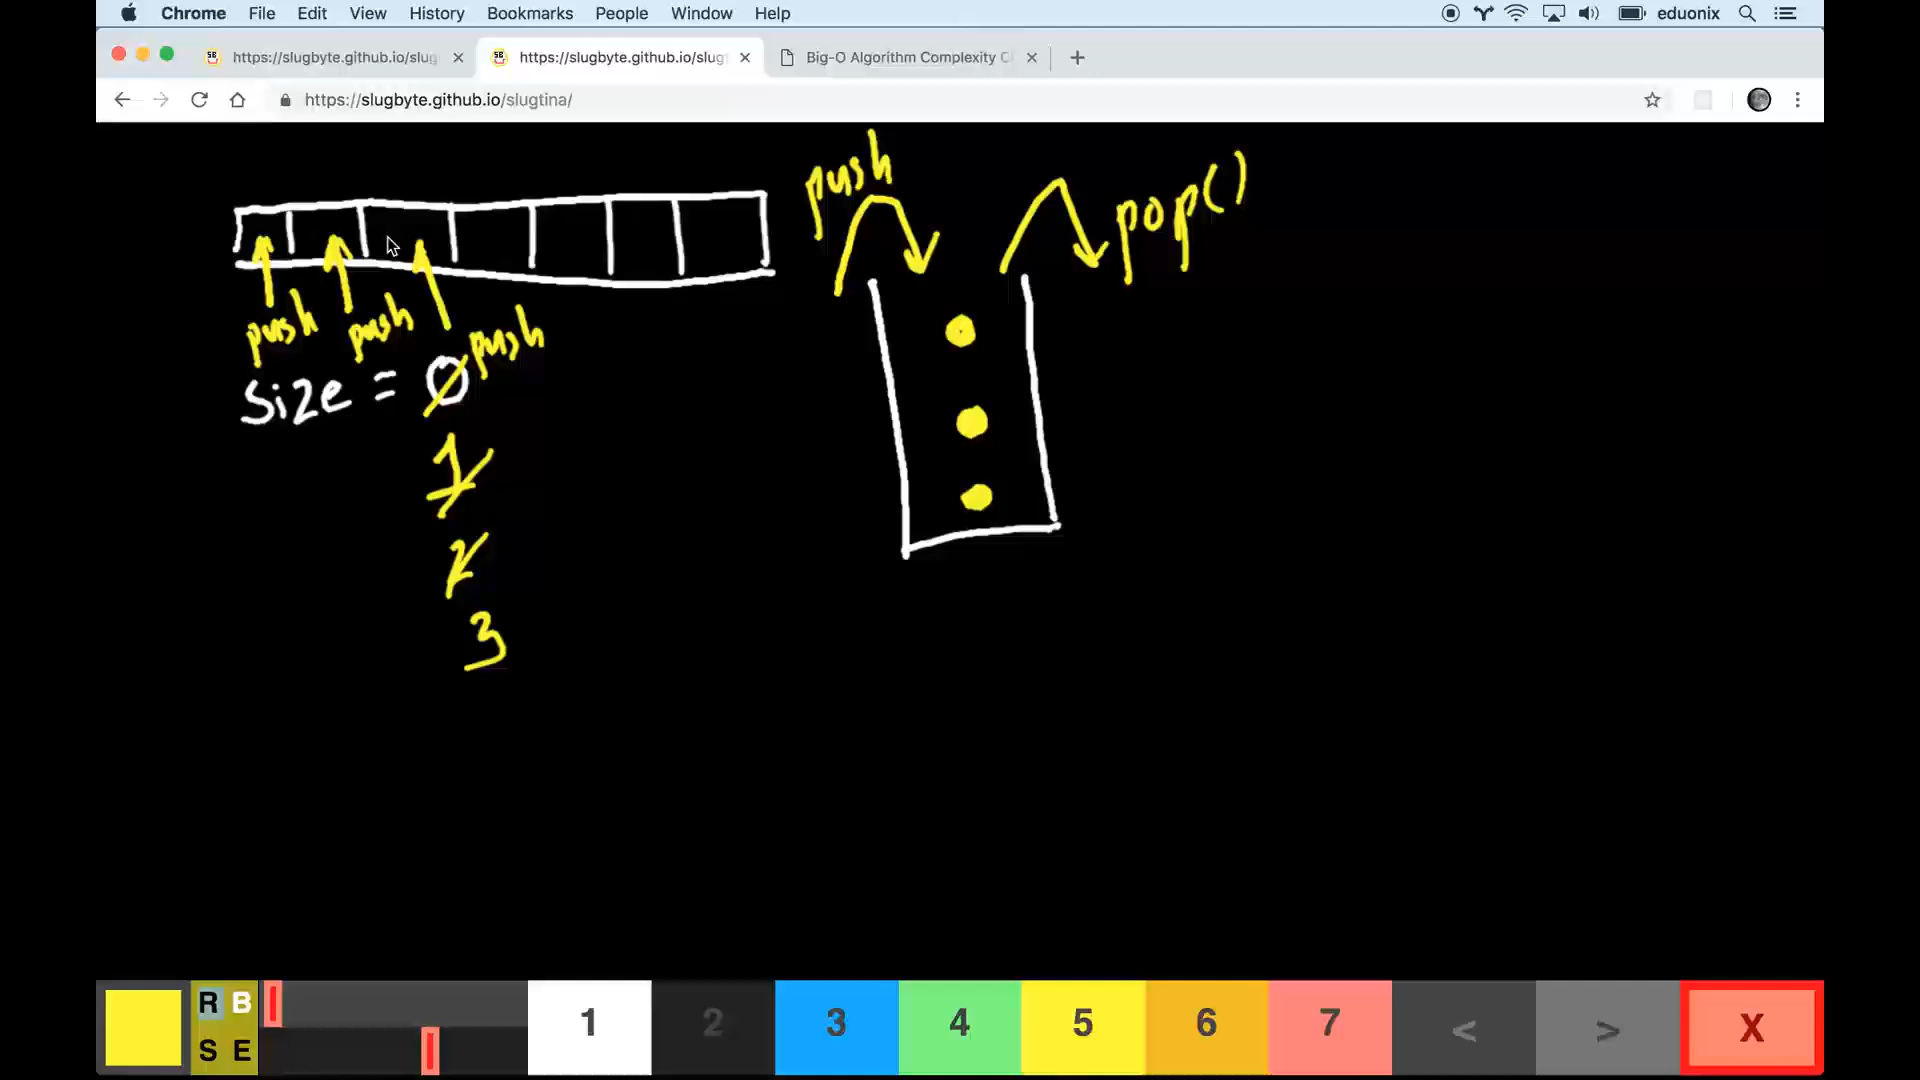 Chrome File Edit View History Bookmarks People Window Help eduonix
https://slugbyte.github.io/slug https://slugbyte.github.io/slugt Big-O Algorithm Complexity C
https://slugbyte.github.io/slugtina/
push
pop()
push push push
size = 0
1
2
3
R B
S E
1 2 3 4 5 6 7 < > X